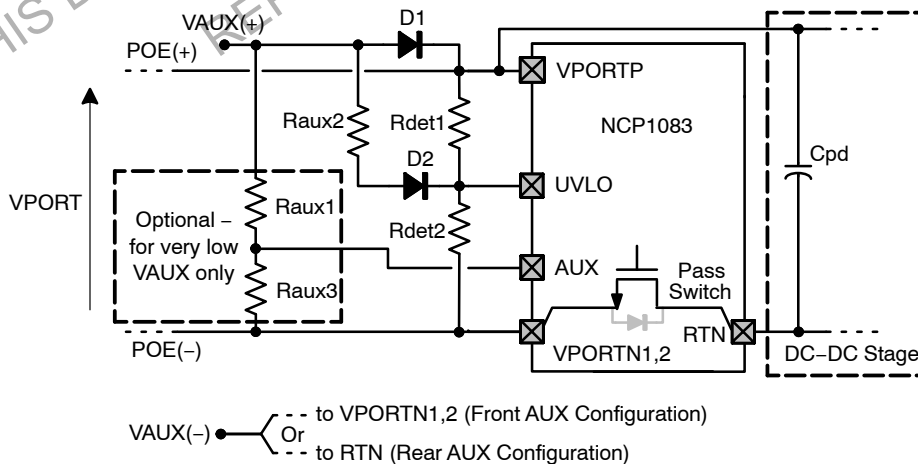 THIS
REF
VAUX(+)
D1
POE(+)
VPORTP
Raux2
Rdet1
NCP1083
Cpd
D2
UVLO
VPORT
Optional –
for very low
VAUX only
Raux1
Rdet2
AUX
Pass
Switch
Raux3
RTN
POE(–)
VPORTN1,2
DC–DC Stage
to VPORTN1,2 (Front AUX Configuration)
VAUX(–)
Or
to RTN (Rear AUX Configuration)